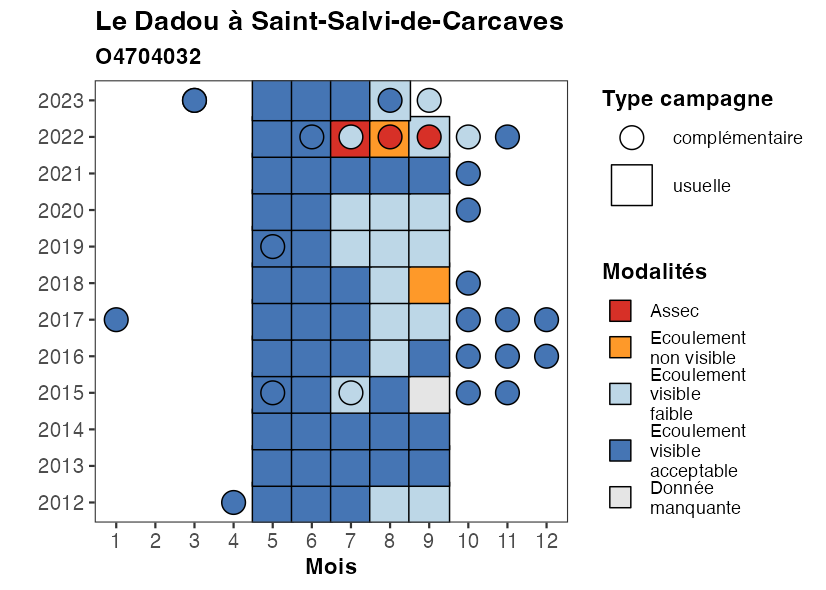 Le Dadou à Saint-Salvi-de-Carcaves
O4704032
2023
2022
2021
2020
2019
2018
2017
2016
2015
2014
2013
2012
1 2 3 4 5 6 7 8 9 10 11 12
Mois
Type campagne
complémentaire
usuelle
Modalités
Assec
Ecoulement
non visible
Ecoulement
visible
faible
Ecoulement
visible
acceptable
Donnée
manquante